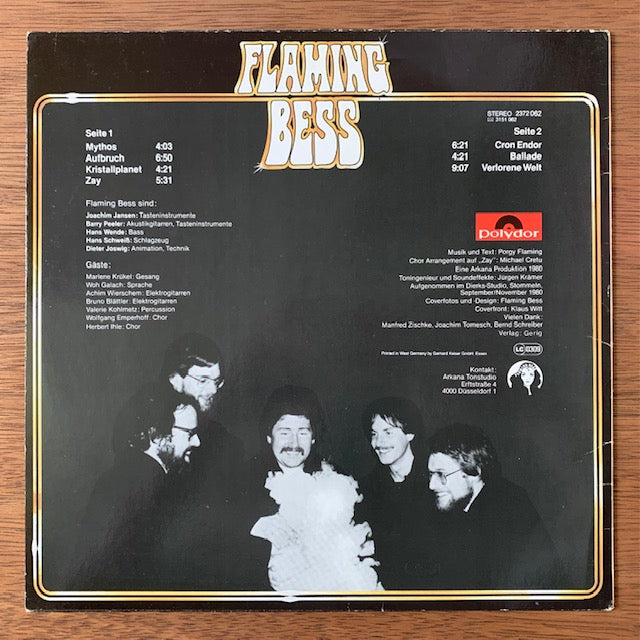 FLAMING
BESS
STEREO 2372 062
3151 062
Seite 1
Mythos 4:03
Aufbruch 6:50
Kristallplanet 4:21
Zay 5:31
Seite 2
6:21 Cron Endor
4:21 Ballade
9:07 Verlorene Welt
Flaming Bess sind:
Joachim Jansen: Tasteninstrumente
Barry Peeler: Akustikgitarren, Tasteninstrumente
Hans Wende: Bass
Hans Schweiß: Schlagzeug
Dieter Joswig: Animation, Technik
Gäste:
Marlene Krükel: Gesang
Woh Galach: Sprache
Achim Wierschem: Elektrogitarren
Bruno Blättler: Elektrogitarren
Valerie Kohlmetz: Percussion
Wolfgang Emperhoff: Chor
Herbert Ihle: Chor
polydor
Musik und Text: Porgy Flaming
Chor Arrangement auf „Zay": Michael Cretu
Eine Arkana Produktion 1980
Toningenieur und Soundeffekte: Jürgen Krämer
Aufgenommen im Dierks-Studio, Stommeln,
September/November 1980
Coverfotos und -Design: Flaming Bess
Coverfront: Klaus Witt
Vielen Dank:
Manfred Zischke, Joachim Tomesch, Bernd Schreiber
Verlag: Gerig
Printed in West Germany by Gerhard Kaiser GmbH, Essen
LC 0309
Kontakt:
Arkana Tonstudio
Erftstraße 4
4000 Düsseldorf 1